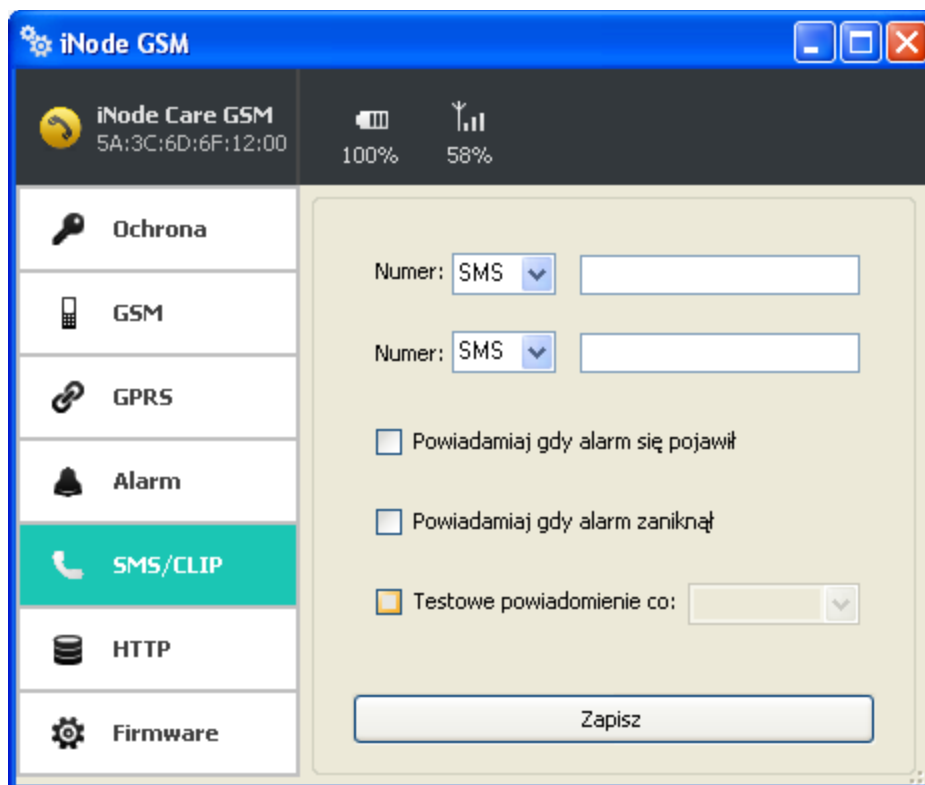 iNode GSM
iNode Care GSM
5A:3C:6D:6F:12:00
100% 58%
Ochrona
GSM
GPRS
Alarm
SMS/CLIP
HTTP
Firmware
Numer: SMS
Numer: SMS
Powiadamiaj gdy alarm się pojawił
Powiadamiaj gdy alarm zaniknął
Testowe powiadomienie co:
Zapisz